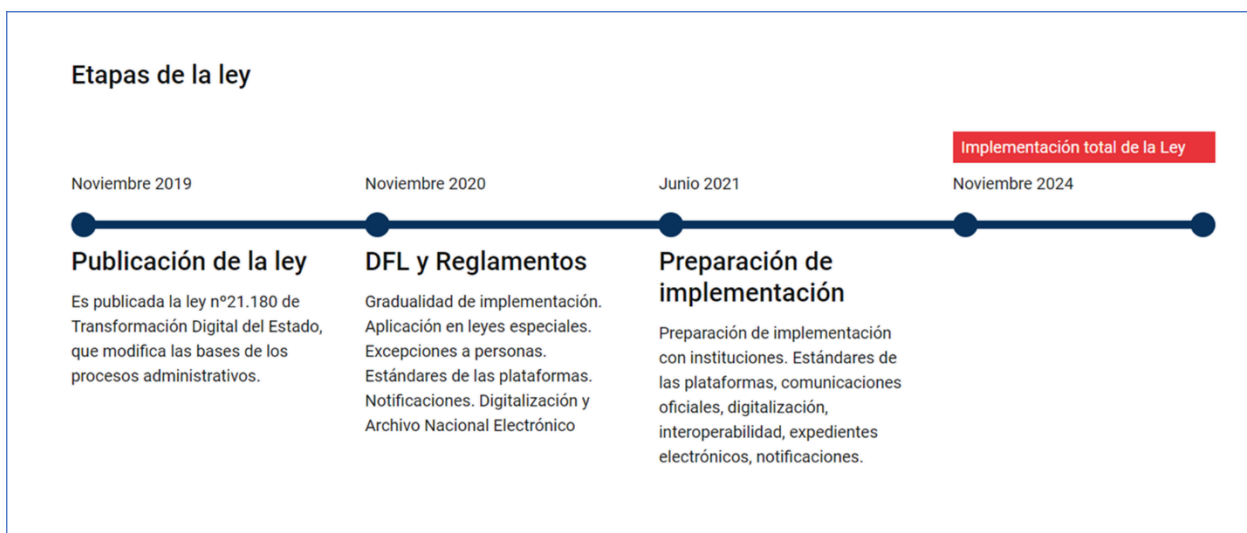 Etapas de la ley
Implementación total de la Ley
Noviembre 2019
Noviembre 2020
Junio 2021
Noviembre 2024
Publicación de la ley
Es publicada la ley nº21.180 de
Transformación Digital del Estado,
que modifica las bases de los
procesos administrativos.
DFL y Reglamentos
Gradualidad de implementación.
Aplicación en leyes especiales.
Excepciones a personas.
Estándares de las plataformas.
Notificaciones. Digitalización y
Archivo Nacional Electrónico
Preparación de
implementación
Preparación de implementación
con instituciones. Estándares de
las plataformas, comunicaciones
oficiales, digitalización,
interoperabilidad, expedientes
electrónicos, notificaciones.